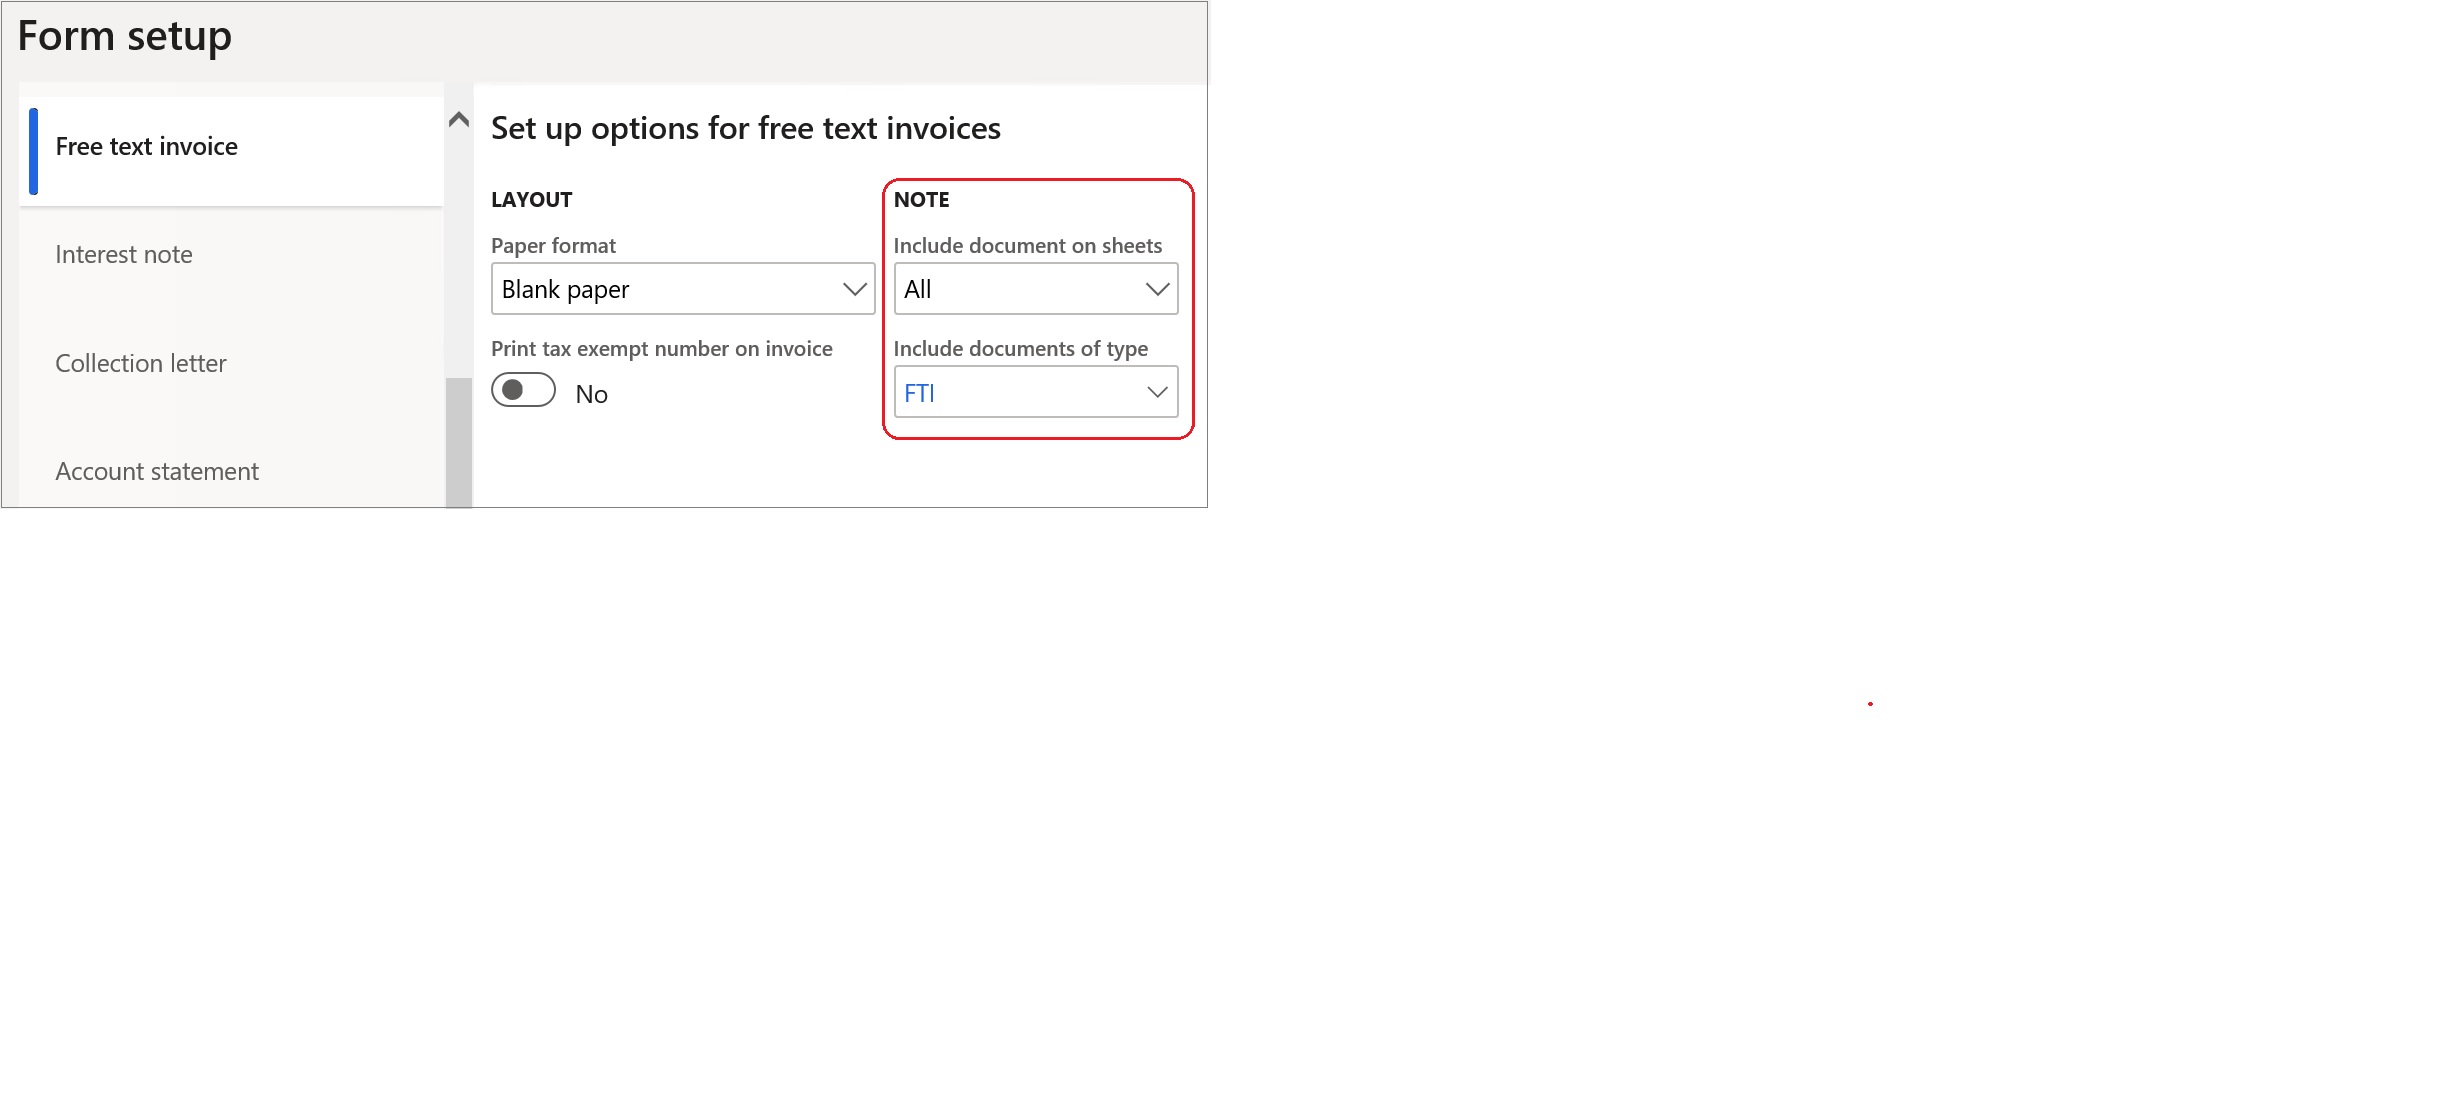 Form setup
Free text invoice
Interest note
Collection letter
Account statement
Set up options for free text invoices
LAYOUT
Paper format
Blank paper
Print tax exempt number on invoice
No
NOTE
Include document on sheets
All
Include documents of type
FTI